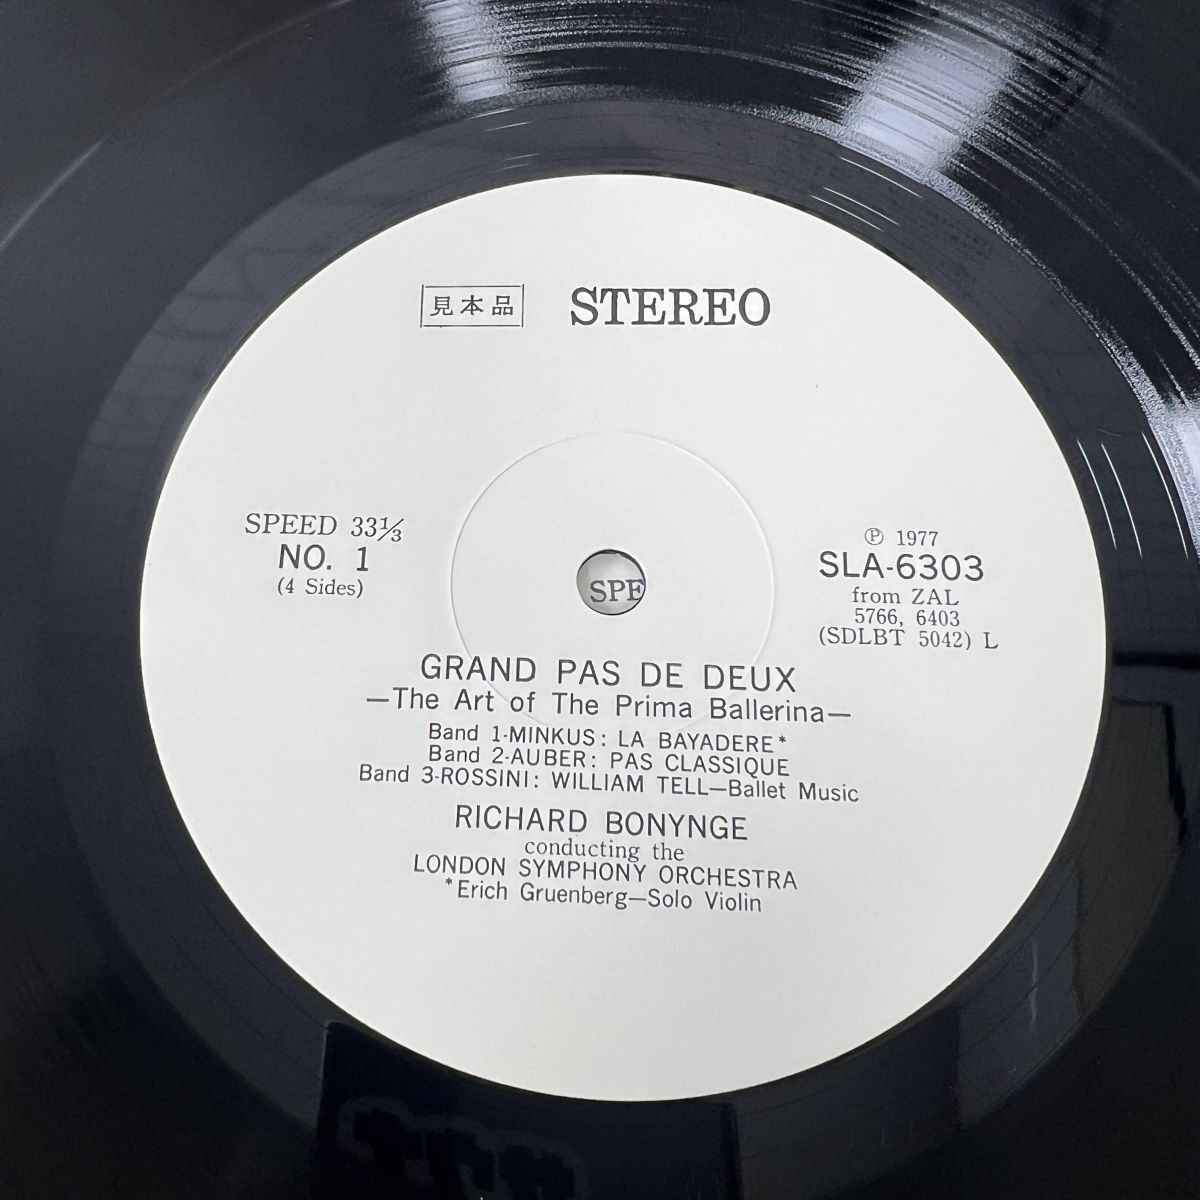 見本品 STEREO
SPEED 33⅓
NO. 1
(4 Sides)
℗ 1977
SLA-6303
from ZAL
5766, 6403
(SDLBT 5042) L
SPE
GRAND PAS DE DEUX
—The Art of The Prima Ballerina—
Band 1-MINKUS: LA BAYADERE*
Band 2-AUBER: PAS CLASSIQUE
Band 3-ROSSINI: WILLIAM TELL—Ballet Music
RICHARD BONYNGE
conducting the
LONDON SYMPHONY ORCHESTRA
*Erich Gruenberg—Solo Violin